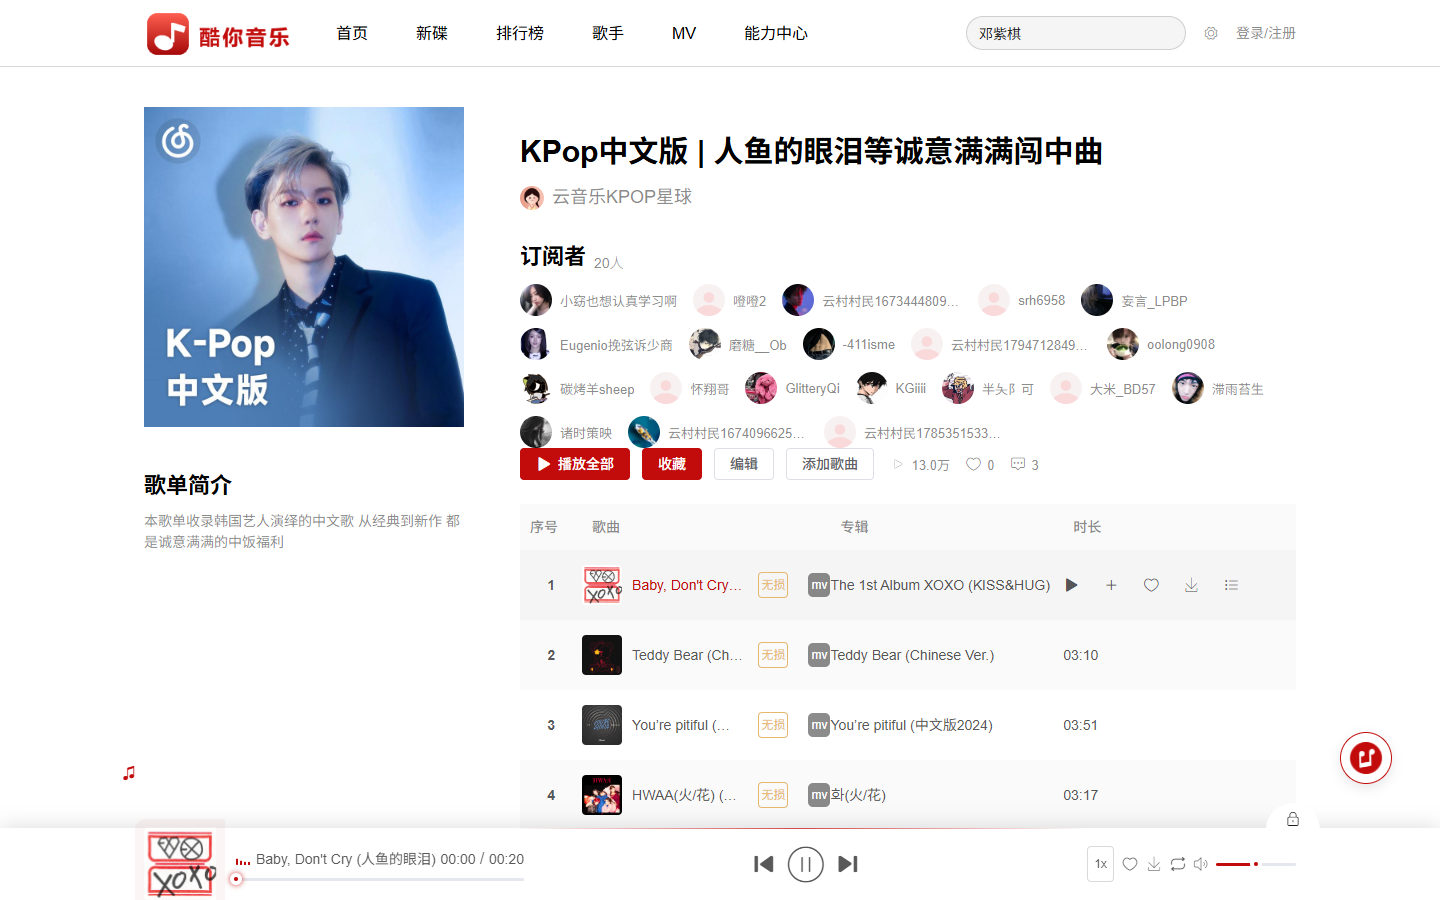 酷你音乐 首页 新碟 排行榜 歌手 MV 能力中心 邓紫棋 登录/注册
K-Pop
中文版
KPop中文版 | 人鱼的眼泪等诚意满满闯中曲
云音乐KPOP星球
订阅者 20人
小窈也想认真学习啊 噔噔2 云村村民1673444809... srh6958 妄言_LPBP
Eugenio挽弦诉少商 磨糖__Ob -411isme 云村村民1794712849... oolong0908
碳烤羊sheep 怀翔哥 GlitteryQi KGiiii 半夨阝可 大米_BD57 滞雨苔生
诸时策映 云村村民1674096625... 云村村民1785351533...
播放全部 收藏 编辑 添加歌曲 13.0万 0 3
歌单简介
本歌单收录韩国艺人演绎的中文歌 从经典到新作 都
是诚意满满的中饭福利
序号 歌曲 专辑 时长
1 Baby, Don't Cry... 无损 mv The 1st Album XOXO (KISS&HUG)
2 Teddy Bear (Ch... 无损 mv Teddy Bear (Chinese Ver.) 03:10
3 You’re pitiful (... 无损 mv You’re pitiful (中文版2024) 03:51
4 HWAA(火/花) (... 无损 mv 화(火/花) 03:17
Baby, Don't Cry (人鱼的眼泪) 00:00 / 00:20
1x